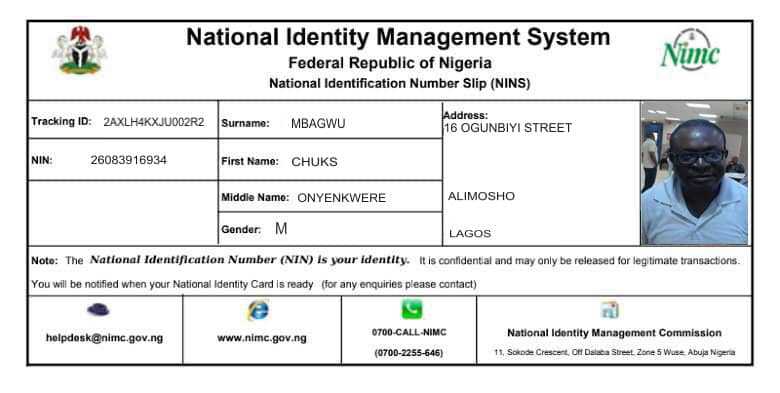 National Identity Management System
Federal Republic of Nigeria
National Identification Number Slip (NINS)
Nimc
Tracking ID: 2AXLH4KXJU002R2
Surname: MBAGWU
Address:
16 OGUNBIYI STREET
NIN: 26083916934
First Name: CHUKS
Middle Name: ONYENKWERE
ALIMOSHO
Gender: M
LAGOS
Note: The National Identification Number (NIN) is your identity. It is confidential and may only be released for legitimate transactions.
You will be notified when your National Identity Card is ready (for any enquiries please contact)
helpdesk@nimc.gov.ng
www.nimc.gov.ng
0700-CALL-NIMC
(0700-2255-646)
National Identity Management Commission
11, Sokode Crescent, Off Dalaba Street, Zone 5 Wuse, Abuja Nigeria